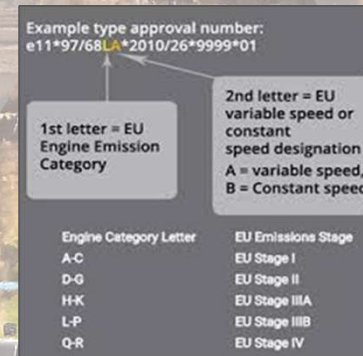 Example type approval number:
e11*97/68LA*2010/26*9999*01
1st letter = EU
Engine Emission
Category
2nd letter = EU
variable speed or
constant
speed designation
A = variable speed,
B = Constant speed
Engine Category Letter EU Emissions Stage
A-C EU Stage I
D-G EU Stage II
H-K EU Stage IIIA
L-P EU Stage IIIB
Q-R EU Stage IV